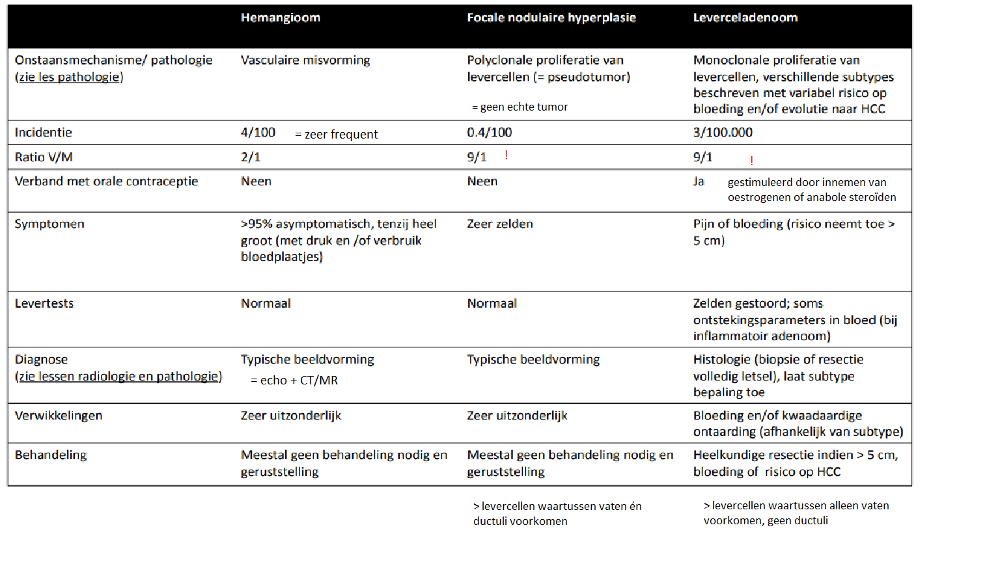 Hemangioom Focale nodulaire hyperplasie Leverceladenoom
Onstaansmechanisme/ pathologie
(zie les pathologie)
Vasculaire misvorming
Polyclonale proliferatie van
levercellen (= pseudotumor)
= geen echte tumor
Monoclonale proliferatie van
levercellen, verschillende subtypes
beschreven met variabel risico op
bloeding en/of evolutie naar HCC
Incidentie
4/100 = zeer frequent
0.4/100
3/100.000
Ratio V/M
2/1
9/1 !
9/1 !
Verband met orale contraceptie
Neen
Neen
Ja gestimuleerd door innemen van
oestrogenen of anabole steroïden
Symptomen
>95% asymptomatisch, tenzij heel
groot (met druk en /of verbruik
bloedplaatjes)
Zeer zelden
Pijn of bloeding (risico neemt toe >
5 cm)
Levertests
Normaal
Normaal
Zelden gestoord; soms
ontstekingsparameters in bloed (bij
inflammatoir adenoom)
Diagnose
(zie lessen radiologie en pathologie)
Typische beeldvorming
= echo + CT/MR
Typische beeldvorming
Histologie (biopsie of resectie
volledig letsel), laat subtype
bepaling toe
Verwikkelingen
Zeer uitzonderlijk
Zeer uitzonderlijk
Bloeding en/of kwaadaardige
ontaarding (afhankelijk van subtype)
Behandeling
Meestal geen behandeling nodig en
geruststelling
Meestal geen behandeling nodig en
geruststelling
Heelkundige resectie indien > 5 cm,
bloeding of risico op HCC
> levercellen waartussen vaten én
ductuli voorkomen
> levercellen waartussen alleen vaten
voorkomen, geen ductuli